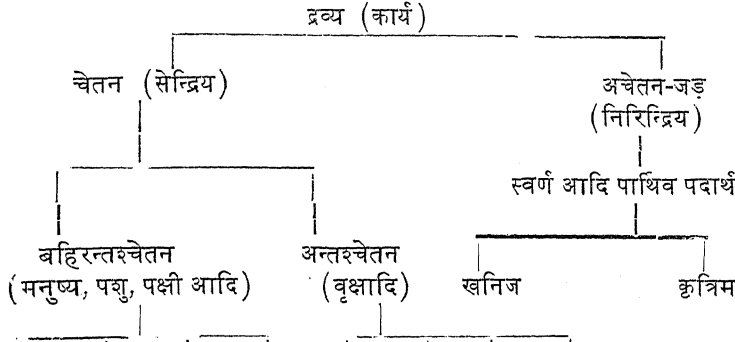 द्रव्य (कार्य)
चेतन (सेन्द्रिय)
अचेतन-जड़
(निरिन्द्रिय)
स्वर्ण आदि पार्थिव पदार्थ
बहिरन्तश्चेतन
(मनुष्य, पशु, पक्षी आदि)
अन्तश्चेतन
(वृक्षादि)
खनिज
कृत्रिम